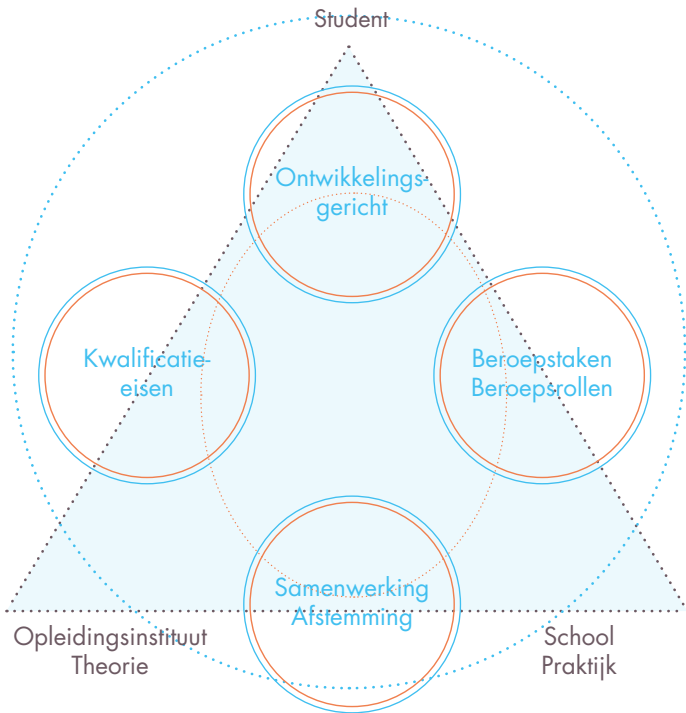 Student
Ontwikkelings-
gericht
Kwalificatie-
eisen
Beroepstaken
Beroepsrollen
Samenwerking
Afstemming
Opleidingsinstituut
Theorie
School
Praktijk